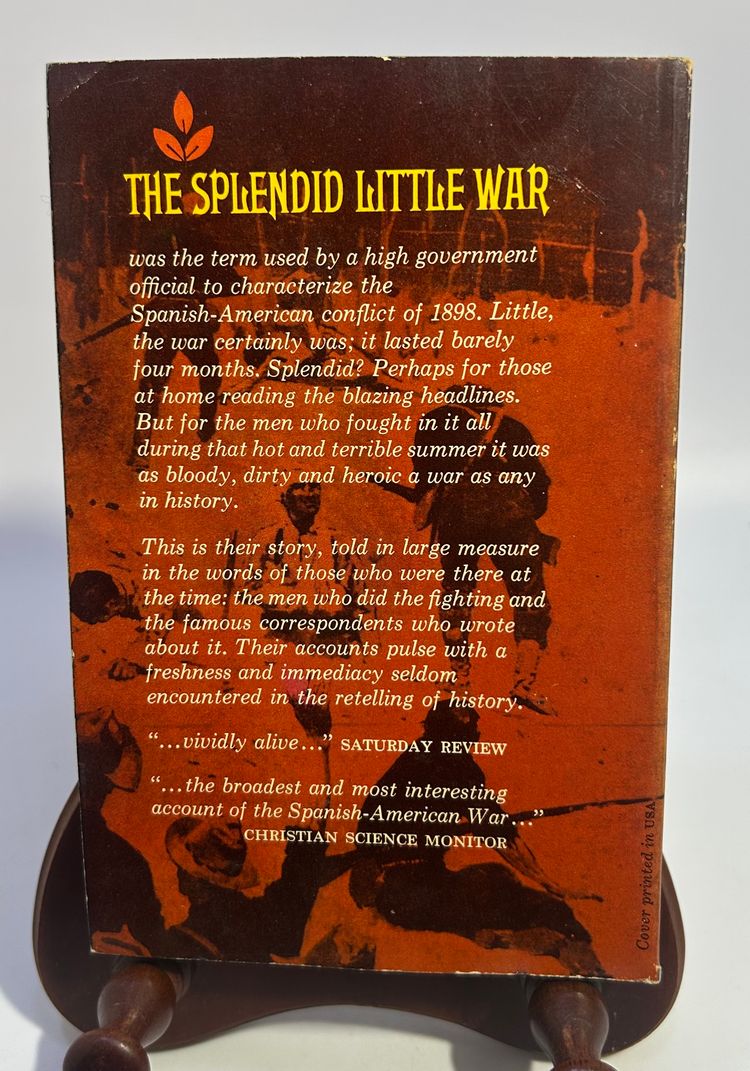 THE SPLENDID LITTLE WAR
was the term used by a high government
official to characterize the
Spanish-American conflict of 1898. Little,
the war certainly was; it lasted barely
four months. Splendid? Perhaps for those
at home reading the blazing headlines.
But for the men who fought in it all
during that hot and terrible summer it was
as bloody, dirty and heroic a war as any
in history.
This is their story, told in large measure
in the words of those who were there at
the time: the men who did the fighting and
the famous correspondents who wrote
about it. Their accounts pulse with a
freshness and immediacy seldom
encountered in the retelling of history.
“...vividly alive...” SATURDAY REVIEW
“...the broadest and most interesting
account of the Spanish-American War...”
CHRISTIAN SCIENCE MONITOR
Cover printed in USA